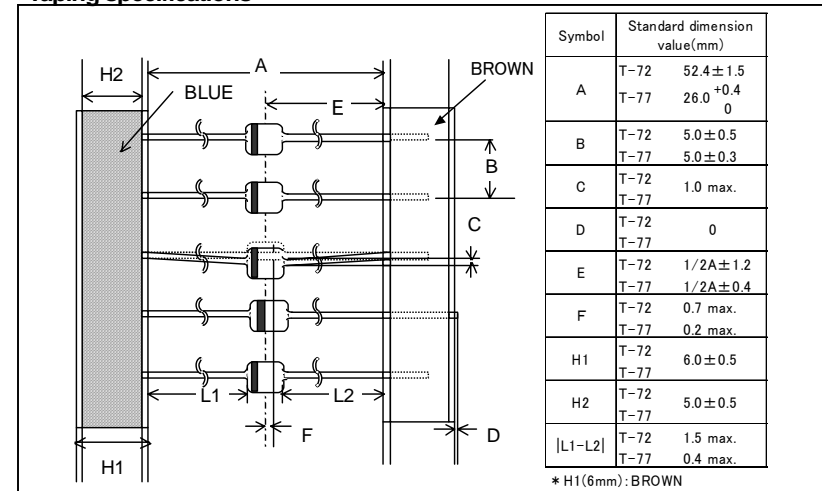 Taping specifications
H2
A
BROWN
BLUE
E
B
C
L1
L2
F
D
H1
Symbol Standard dimension value(mm)
A T-72 52.4±1.5
T-77 26.0 +0.4 0
B T-72 5.0±0.5
T-77 5.0±0.3
C T-72 1.0 max.
T-77
D T-72 0
T-77
E T-72 1/2A±1.2
T-77 1/2A±0.4
F T-72 0.7 max.
T-77 0.2 max.
H1 T-72 6.0±0.5
T-77
H2 T-72 5.0±0.5
T-77
|L1-L2| T-72 1.5 max.
T-77 0.4 max.
*H1(6mm):BROWN